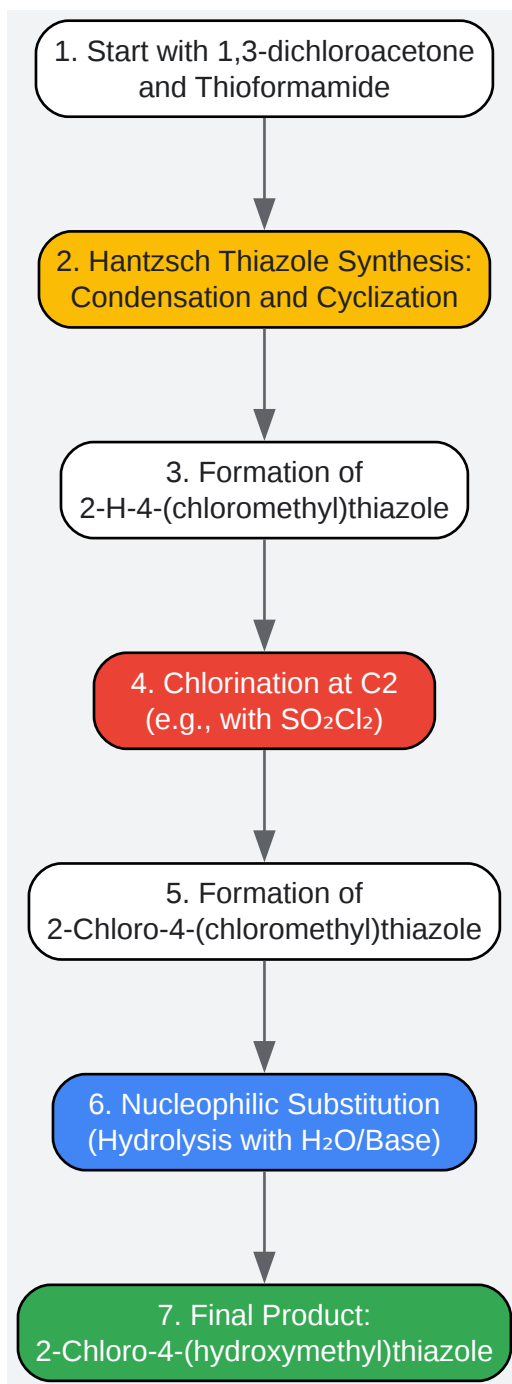 1. Start with 1,3-dichloroacetone
and Thioformamide
2. Hantzsch Thiazole Synthesis:
Condensation and Cyclization
3. Formation of
2-H-4-(chloromethyl)thiazole
4. Chlorination at C2
(e.g., with SO₂Cl₂)
5. Formation of
2-Chloro-4-(chloromethyl)thiazole
6. Nucleophilic Substitution
(Hydrolysis with H₂O/Base)
7. Final Product:
2-Chloro-4-(hydroxymethyl)thiazole